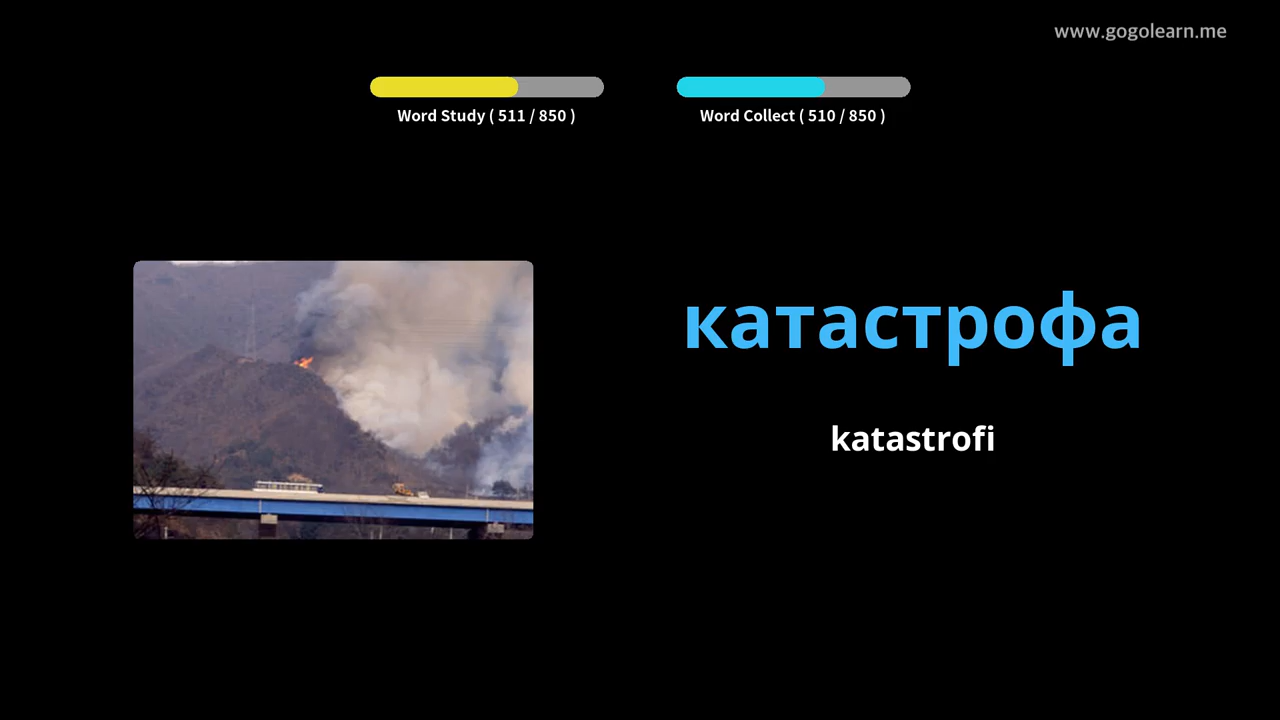 www.gogolearn.me
Word Study ( 511 / 850 )
Word Collect ( 510 / 850 )
катастрофа
katastrofi